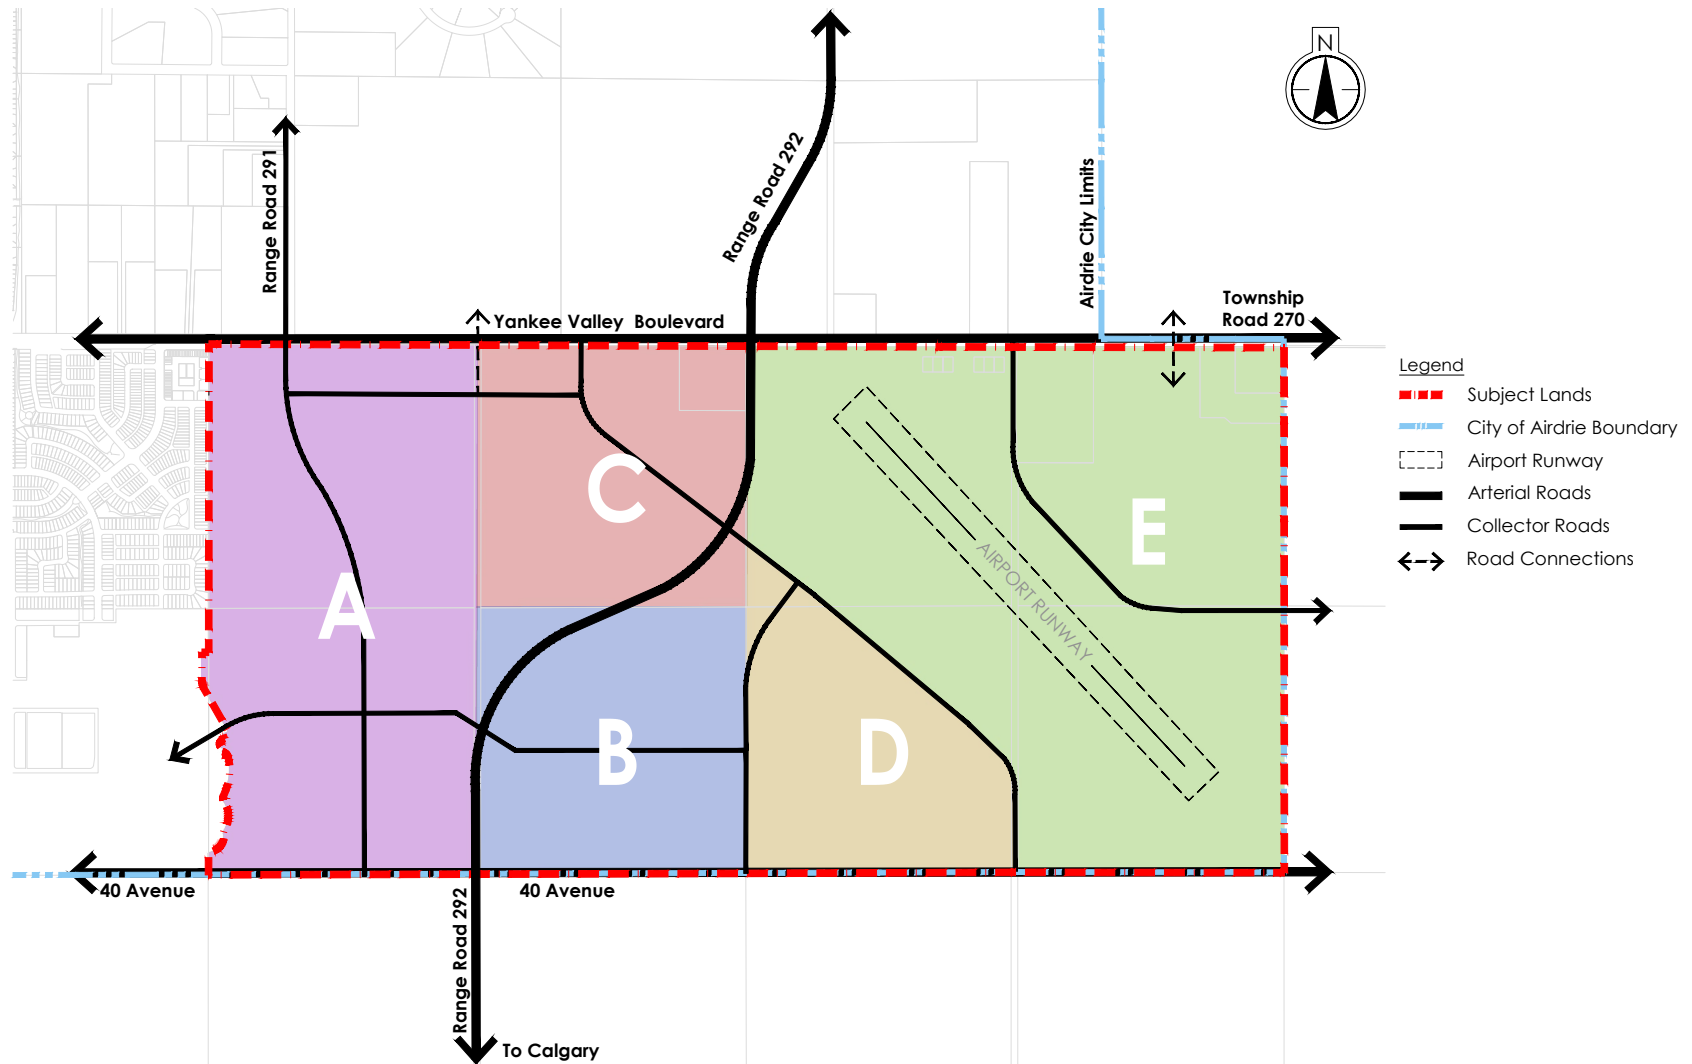 N
Range Road 291
Range Road 292
Airdrie City Limits
Township
Road 270
Yankee Valley Boulevard
Legend
Subject Lands
City of Airdrie Boundary
Airport Runway
Arterial Roads
Collector Roads
Road Connections
C
E
AIRPORT RUNWAY
A
B
D
40 Avenue
40 Avenue
Range Road 292
To Calgary